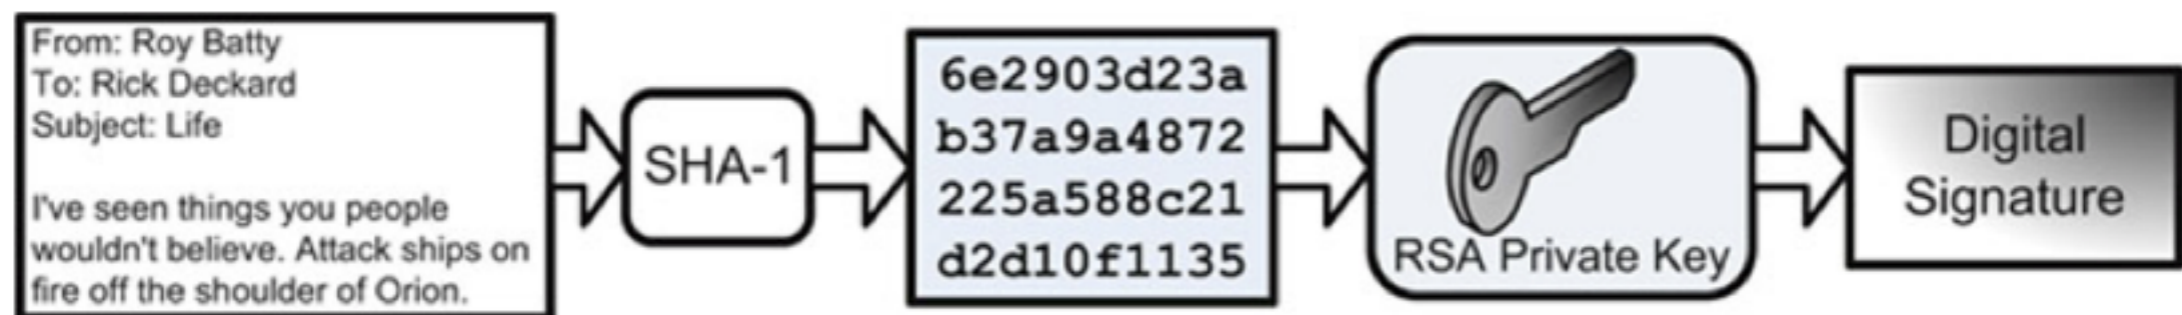 From: Roy Batty
To: Rick Deckard
Subject: Life
I've seen things you people
wouldn't believe. Attack ships on
fire off the shoulder of Orion.
SHA-1
6e2903d23a
b37a9a4872
225a588c21
d2d10f1135
RSA Private Key
Digital
Signature